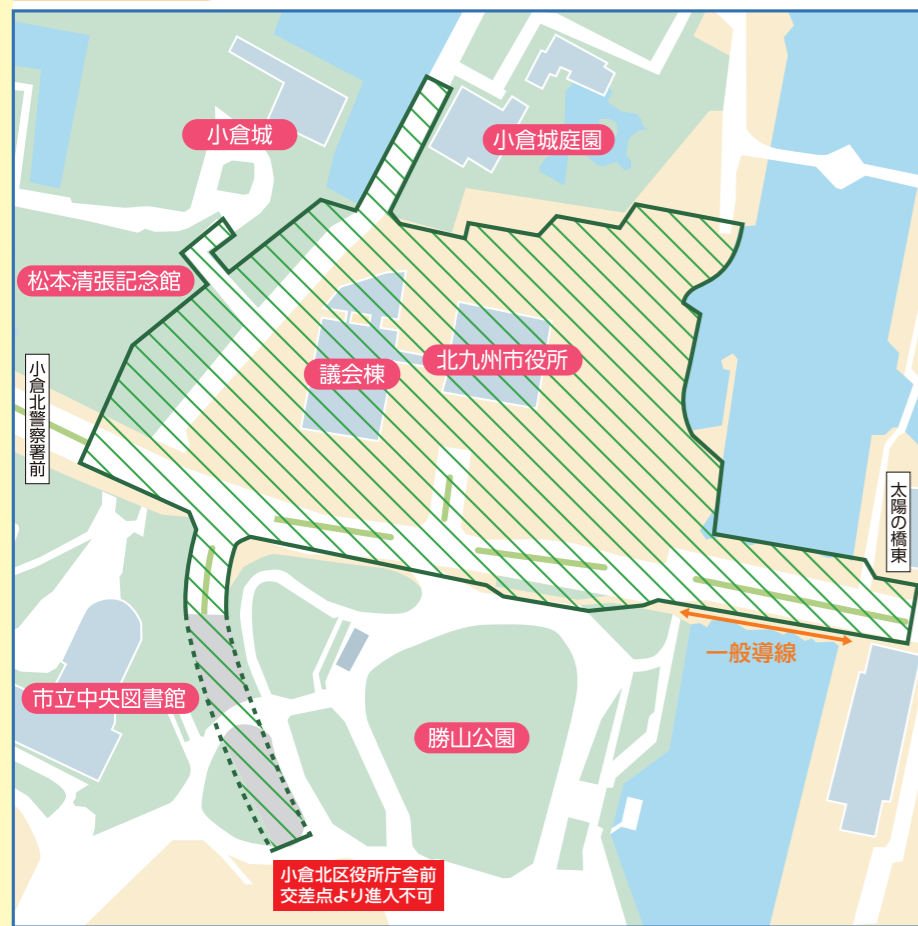 小倉城
小倉城庭園
松本清張記念館
議会棟
北九州市役所
小倉北警察署前
太陽の橋東
一般導線
市立中央図書館
勝山公園
小倉北区役所庁舎前
交差点より進入不可